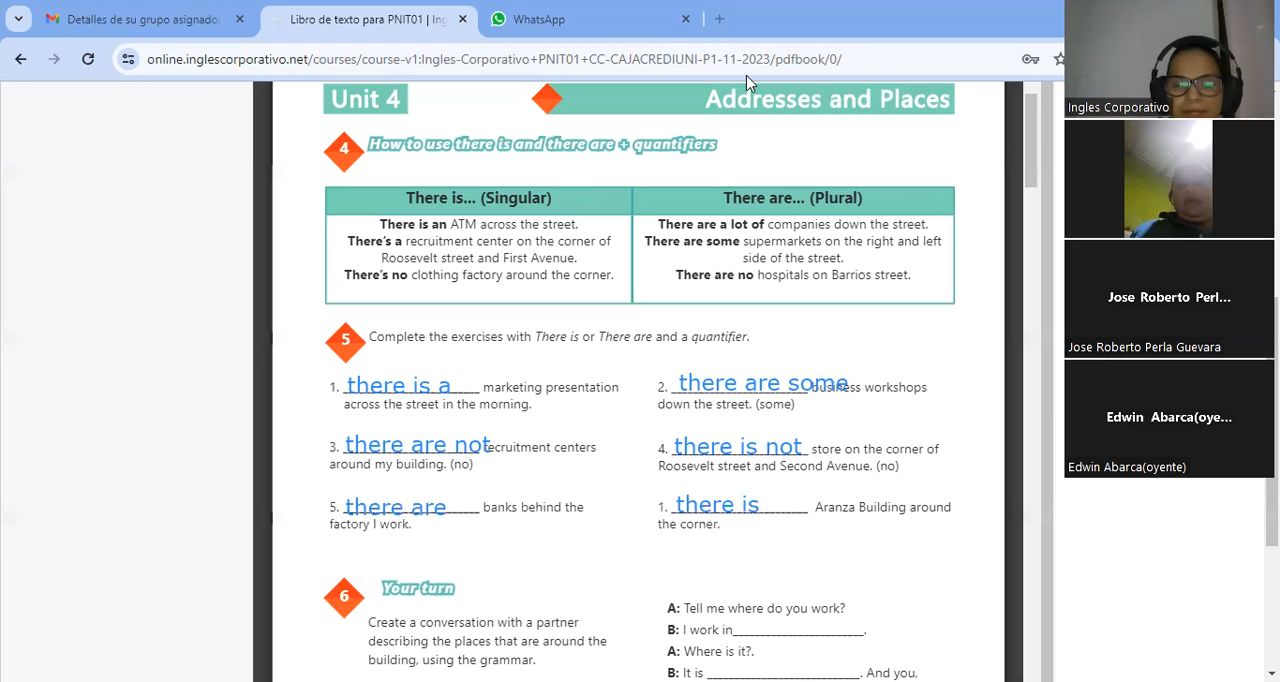 Detalles de su grupo asignado
Libro de texto para PNIT01 | Ing
WhatsApp
online.inglescorporativo.net/courses/course-v1:Ingles-Corporativo+PNIT01+CC-CAJACREDIUNI-P1-11-2023/pdfbook/0/
Unit 4
Addresses and Places
4
How to use there is and there are + quantifiers
There is... (Singular)
There are... (Plural)
There is an ATM across the street.
There's a recruitment center on the corner of
Roosevelt street and First Avenue.
There's no clothing factory around the corner.
There are a lot of companies down the street.
There are some supermarkets on the right and left
side of the street.
There are no hospitals on Barrios street.
5
Complete the exercises with There is or There are and a quantifier.
1. there is a marketing presentation
across the street in the morning.
2. there are some business workshops
down the street. (some)
3. there are not recruitment centers
around my building. (no)
4. there is not store on the corner of
Roosevelt street and Second Avenue. (no)
5. there are banks behind the
factory I work.
1. there is Aranza Building around
the corner.
6
Your turn
Create a conversation with a partner
describing the places that are around the
building, using the grammar.
A: Tell me where do you work?
B: I work in______________________.
A: Where is it?.
B: It is _________________________. And you,
Ingles Corporativo
Jose Roberto Perl...
Jose Roberto Perla Guevara
Edwin Abarca(oye...
Edwin Abarca(oyente)